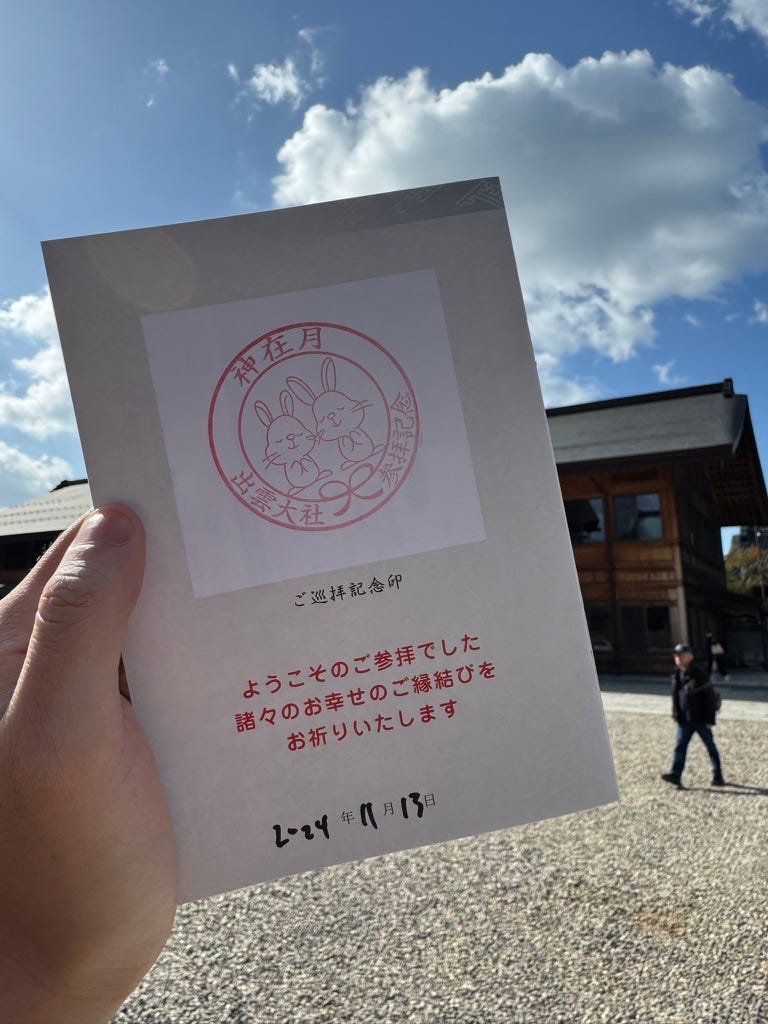 神在月
参拝記念
出雲大社
ご巡拝記念印
ようこそのご参拝でした
諸々のお幸せのご縁結びを
お祈りいたします
2024年11月13日